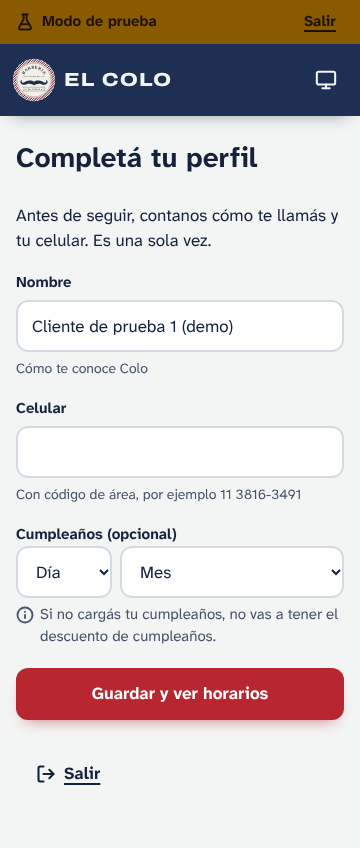 Modo de prueba
Salir
EL COLO
Completá tu perfil
Antes de seguir, contanos cómo te llamás y
tu celular. Es una sola vez.
Nombre
Cliente de prueba 1 (demo)
Cómo te conoce Colo
Celular
Con código de área, por ejemplo 11 3816-3491
Cumpleaños (opcional)
Día
Mes
Si no cargás tu cumpleaños, no vas a tener el
descuento de cumpleaños.
Guardar y ver horarios
Salir